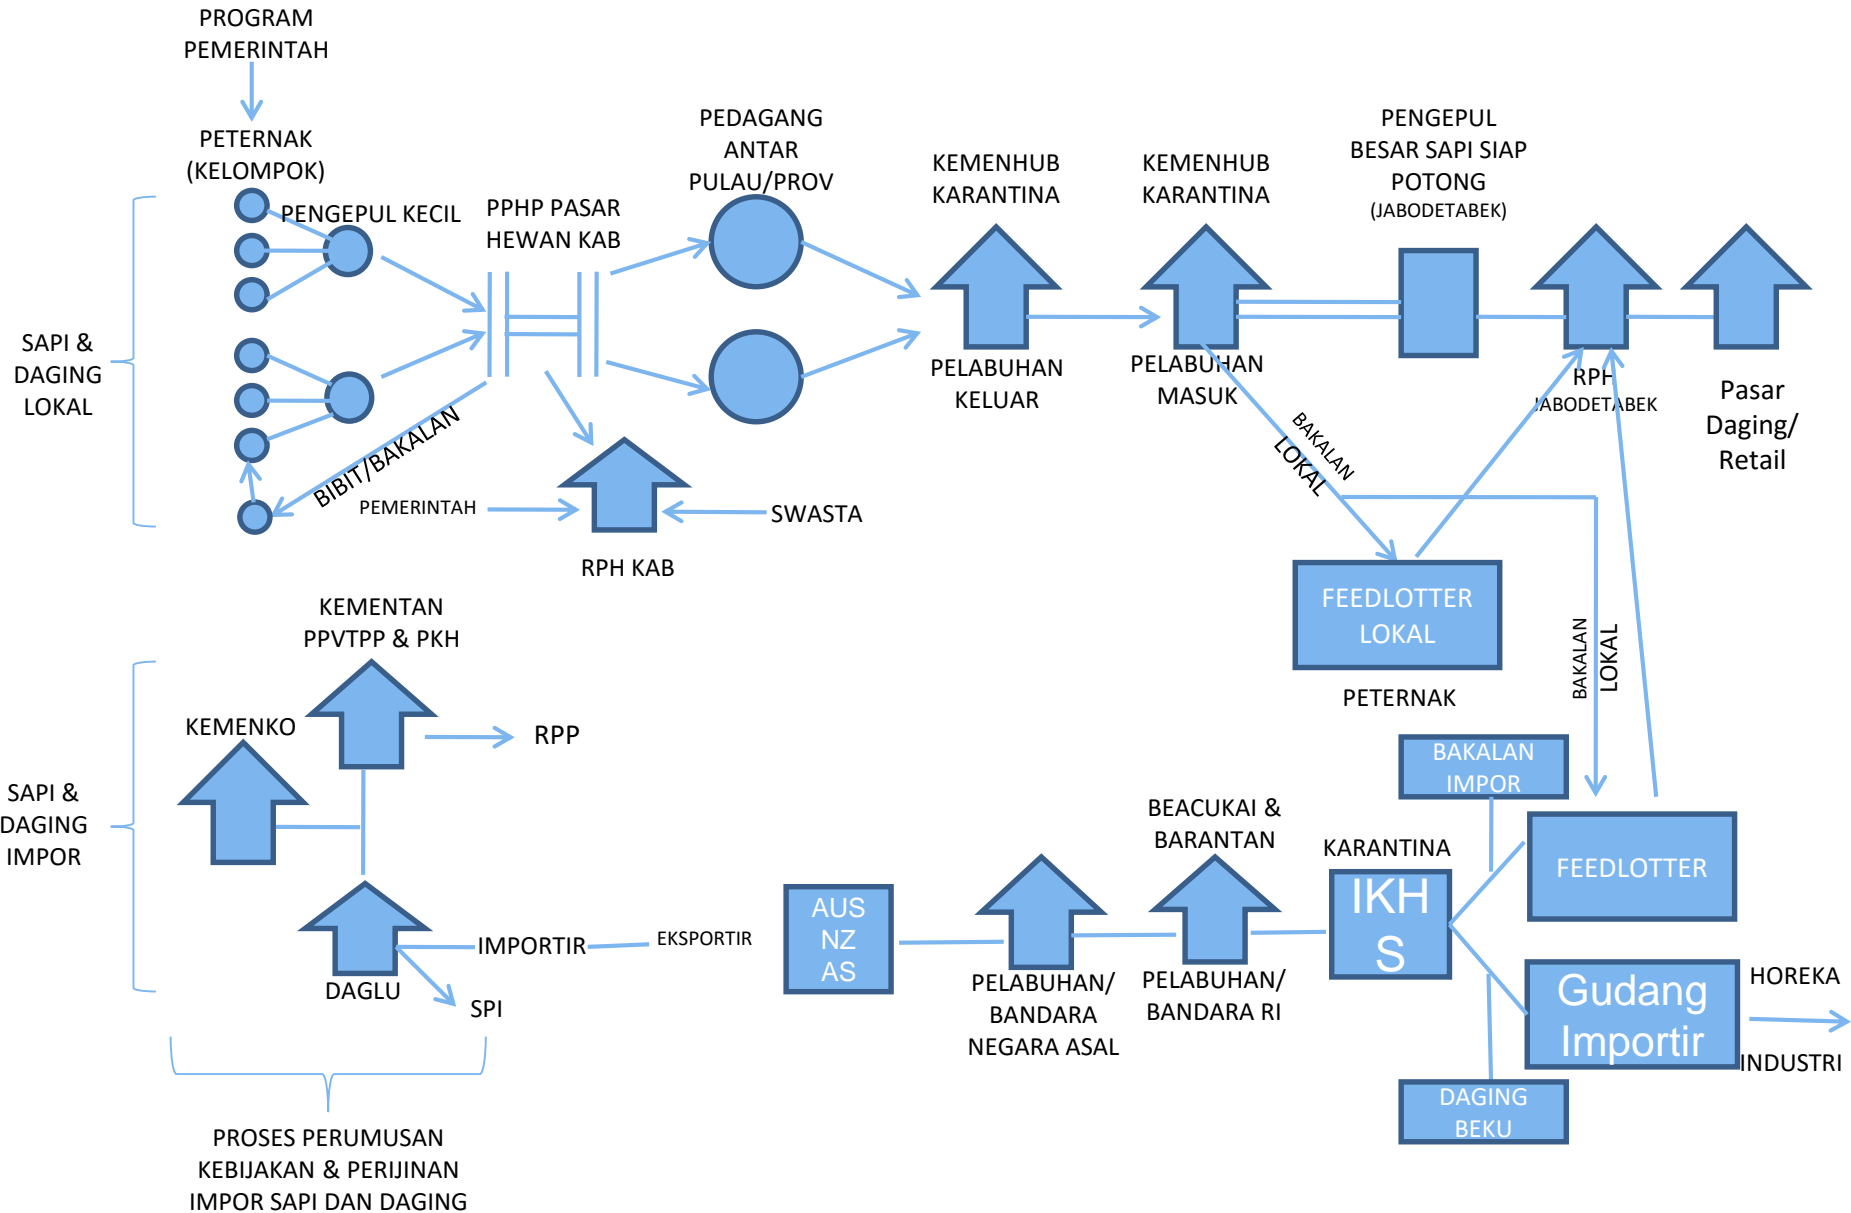 PROGRAM
PEMERINTAH
PETERNAK
(KELOMPOK)
PENGEPUL KECIL
PPHP PASAR
HEWAN KAB
PEDAGANG
ANTAR
PULAU/PROV
KEMENHUB
KARANTINA
KEMENHUB
KARANTINA
PENGEPUL
BESAR SAPI SIAP
POTONG
(JABODETABEK)
SAPI &
DAGING
LOKAL
PELABUHAN
KELUAR
PELABUHAN
MASUK
RPH
JABODETABEK
Pasar
Daging/
Retail
BIBIT/BAKALAN
BAKALAN
LOKAL
PEMERINTAH
SWASTA
RPH KAB
FEEDLOTTER
LOKAL
PETERNAK
BAKALAN
LOKAL
KEMENTAN
PPVTPP & PKH
KEMENKO
RPP
SAPI &
DAGING
IMPOR
BAKALAN
IMPOR
BEACUKAI &
BARANTAN
KARANTINA
IKH
S
FEEDLOTTER
AUS
NZ
AS
IMPORTIR
EKSPORTIR
DAGLU
SPI
PELABUHAN/
BANDARA
NEGARA ASAL
PELABUHAN/
BANDARA RI
Gudang
Importir
HOREKA
INDUSTRI
DAGING
BEKU
PROSES PERUMUSAN
KEBIJAKAN & PERIJINAN
IMPOR SAPI DAN DAGING